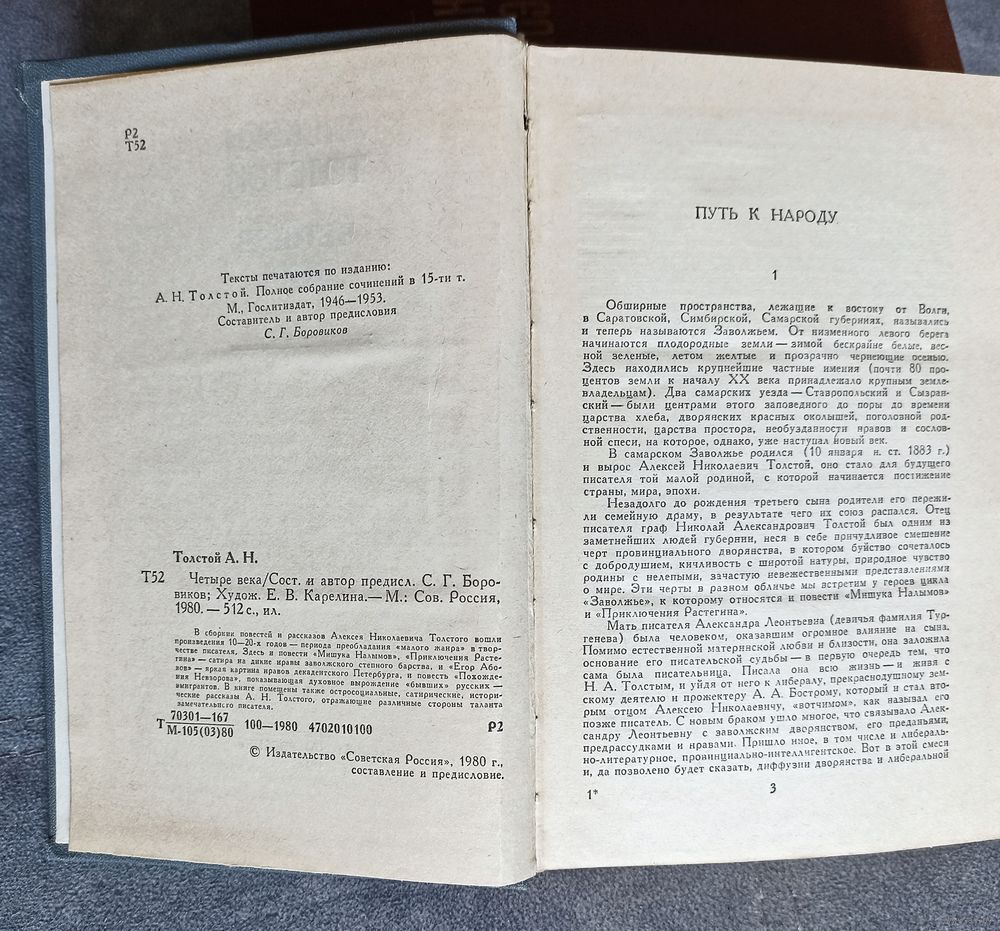 Р2
Т52
Тексты печатаются по изданию:
А. Н. Толстой. Полное собрание сочинений в 15-ти т.
М., Гослитиздат, 1946—1953.
Составитель и автор предисловия
С. Г. Боровиков
Толстой А. Н.
Т52 Четыре века/Сост. и автор предисл. С. Г. Боро-
виков; Худож. Е. В. Карелина.— М.: Сов. Россия,
1980. — 512 с., ил.
В сборник повестей и рассказов Алексея Николаевича Толстого вошли
произведения 10—20-х годов — периода преобладания «малого жанра» в твор-
честве писателя. Здесь и повести «Мишука Налымов», «Приключения Расте-
гина» — сатира на дикие нравы заволжского степного барства, и «Егор Або-
зов» — яркая картина нравов декадентского Петербурга, и повесть «Похожде-
ния Невзорова», показывающая духовное вырождение «бывших» русских —
эмигрантов. В книге помещены также остросоциальные, сатирические, истори-
ческие рассказы А. Н. Толстого, отражающие различные стороны таланта
замечательного писателя.
Т 70301—167
М-105(03)80 100—1980 4702010100 Р2
© Издательство «Советская Россия», 1980 г.,
составление и предисловие.
ПУТЬ К НАРОДУ
1
Обширные пространства, лежащие к востоку от Волги,
в Саратовской, Симбирской, Самарской губерниях, назывались
и теперь называются Заволжьем. От низменного левого берега
начинаются плодородные земли — зимой бескрайне белые, вес-
ной зеленые, летом желтые и прозрачно чернеющие осенью.
Здесь находились крупнейшие частные имения (почти 80 про-
центов земли к началу XX века принадлежало крупным земле-
владельцам). Два самарских уезда — Ставропольский и Сызран-
ский — были центрами этого заповедного до поры до времени
царства хлеба, дворянских красных околышей, поголовной род-
ственности, царства простора, необузданности нравов и сослов-
ной спеси, на которое, однако, уже наступал новый век.
В самарском Заволжье родился (10 января н. ст. 1883 г.)
и вырос Алексей Николаевич Толстой, оно стало для будущего
писателя той малой родиной, с которой начинается постижение
страны, мира, эпохи.
Незадолго до рождения третьего сына родители его пережи-
ли семейную драму, в результате чего их союз распался. Отец
писателя граф Николай Александрович Толстой был одним из
заметнейших людей губернии, неся в себе причудливое смешение
черт провинциального дворянства, в котором буйство сочеталось
с добродушием, кичливость с широтой натуры, природное чувство
родины с нелепыми, зачастую невежественными представлениями
о мире. Эти черты в разном обличье мы встретим у героев цикла
«Заволжье», к которому относятся и повести «Мишука Налымов»
и «Приключения Растегина».
Мать писателя Александра Леонтьевна (девичья фамилия Тур-
генева) была человеком, оказавшим огромное влияние на сына.
Помимо естественной материнской любви и близости, она заложила
основание его писательской судьбы — в первую очередь тем, что
сама была писательница. Писала она всю жизнь — и живя с
Н. А. Толстым, и уйдя от него к либералу, прекраснодушному зем-
скому деятелю и прожектеру А. А. Бострому, который и стал вто-
рым отцом Алексею Николаевичу, «вотчимом», как называл его
позже писатель. С новым браком ушло многое, что связывало Алек-
сандру Леонтьевну с заволжским дворянством, его преданьями,
предрассудками и нравами. Пришло иное, в том числе и либераль-
но-литературное, провинциально-интеллигентское. Вот в этой смеси
и, да позволено будет сказать, диффузии дворянства и либеральной
1*
3